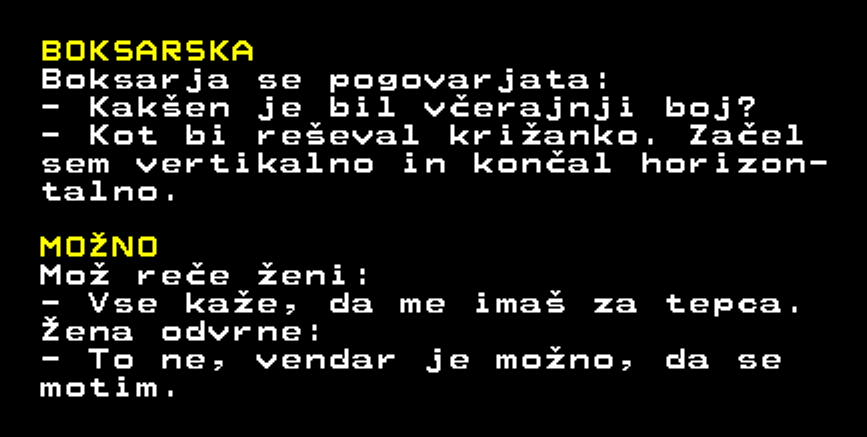 BOKSARSKA
Boksarja se pogovarjata:
- Kakšen je bil včerajnji boj?
- Kot bi reševal križanko. Začel
sem vertikalno in končal horizon-
talno.
MOŽNO
Mož reče ženi:
- Vse kaže, da me imaš za tepca.
Žena odvrne:
- To ne, vendar je možno, da se
motim.